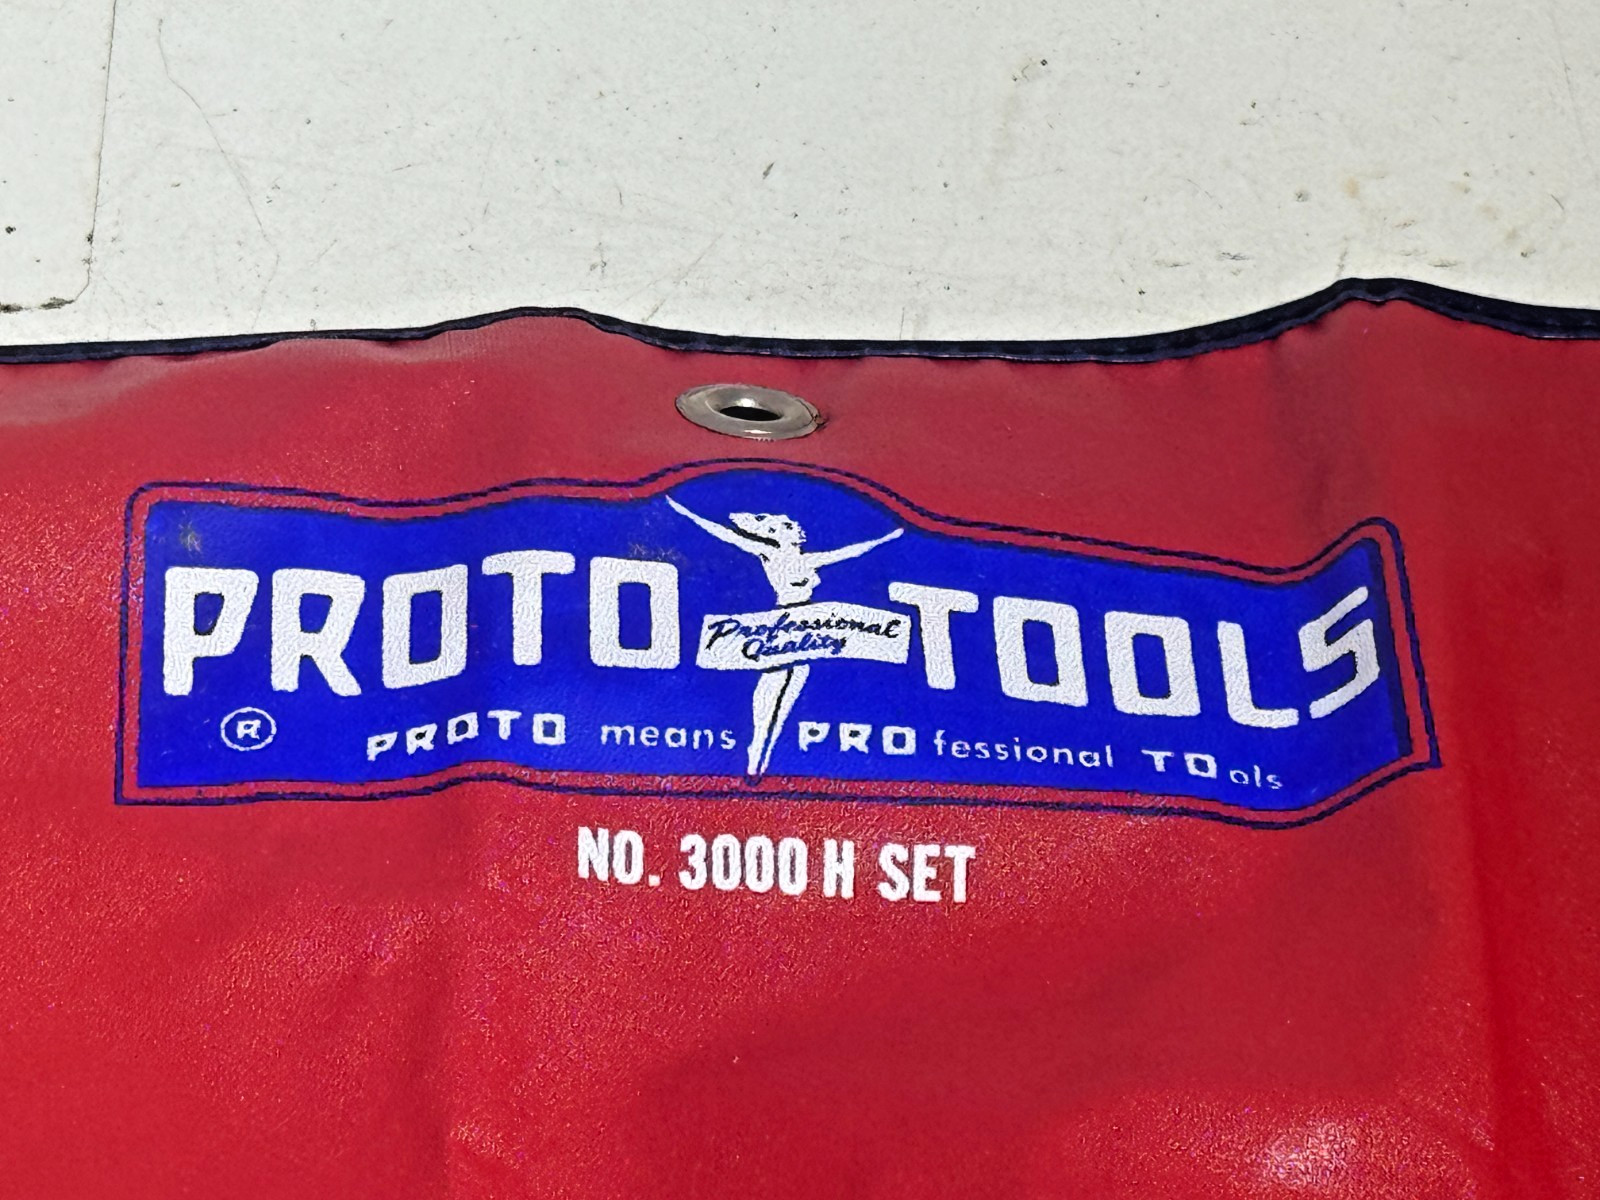 PROTO TOOLS
Professional
Quality
®
PROTO means PROfessional TOols
NO. 3000 H SET